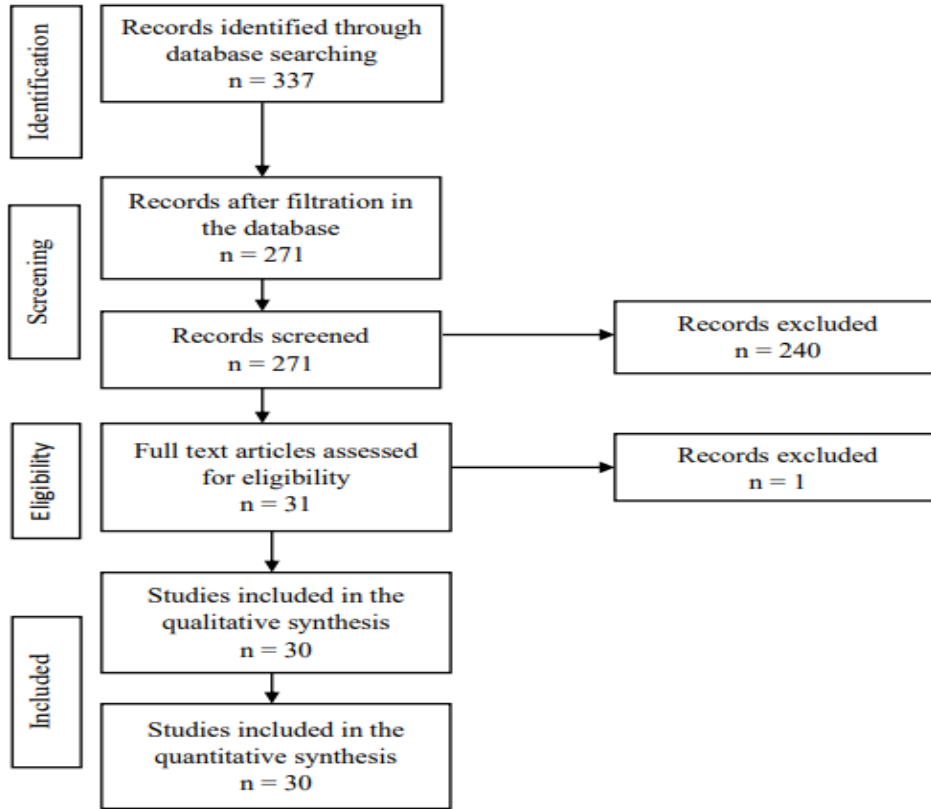 Identification
Records identified through
database searching
n = 337
Screening
Records after filtration in
the database
n = 271
Records screened
n = 271
Records excluded
n = 240
Eligibility
Full text articles assessed
for eligibility
n = 31
Records excluded
n = 1
Included
Studies included in the
qualitative synthesis
n = 30
Studies included in the
quantitative synthesis
n = 30